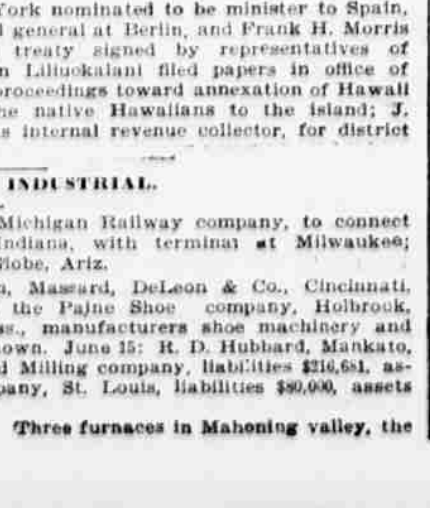 York nominated to be minister to Spain,
general at Berlin, and Frank H. Morris
treaty signed by representatives of
Liliuokalani filed papers in office of
proceedings toward annexation of Hawaii
native Hawaiians to the island; J.
internal revenue collector, for district
INDUSTRIAL.
Michigan Railway company, to connect
Indiana, with terminal at Milwaukee;
Globe, Ariz.
Massard, DeLeon & Co., Cincinnati,
the Pajne Shoe company, Holbrook,
manufacturers shoe machinery and
June 15: R. D. Hubbard, Mankato,
Milling company, liabilities $216,681, as-
St. Louis, liabilities $80,000, assets
Three furnaces in Mahoning valley, the